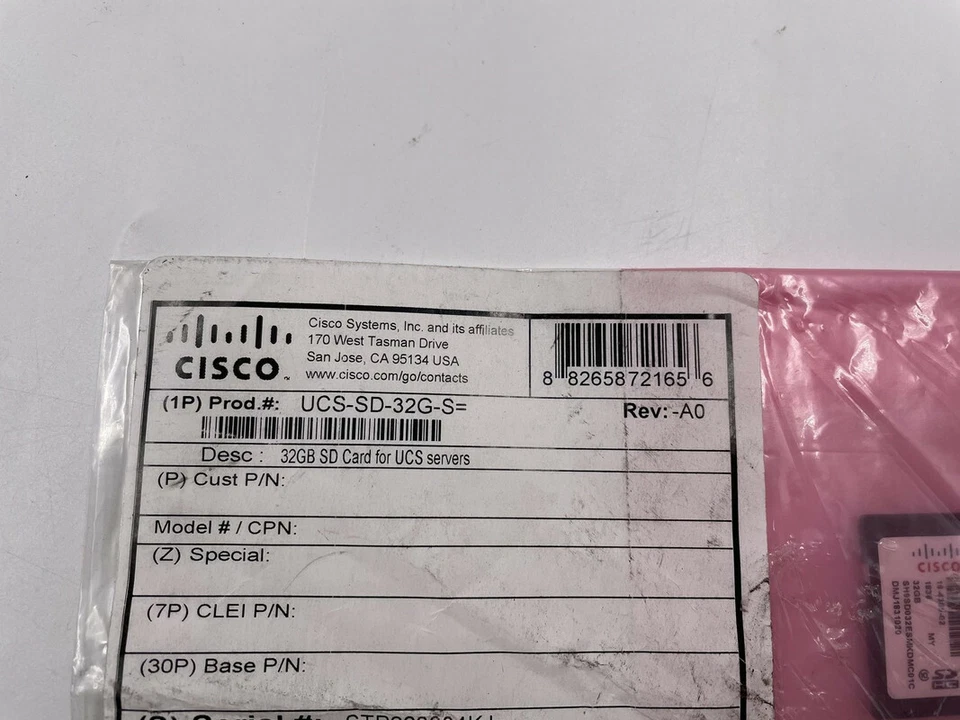 CISCO
Cisco Systems, Inc. and its affiliates
170 West Tasman Drive
San Jose, CA 95134 USA
www.cisco.com/go/contacts
8 8265872165 6
(1P) Prod.#: UCS-SD-32G-S=
Rev: -A0
Desc : 32GB SD Card for UCS servers
(P) Cust P/N:
Model # / CPN:
(Z) Special:
(7P) CLEI P/N:
(30P) Base P/N:
CISCO
MY
32GB